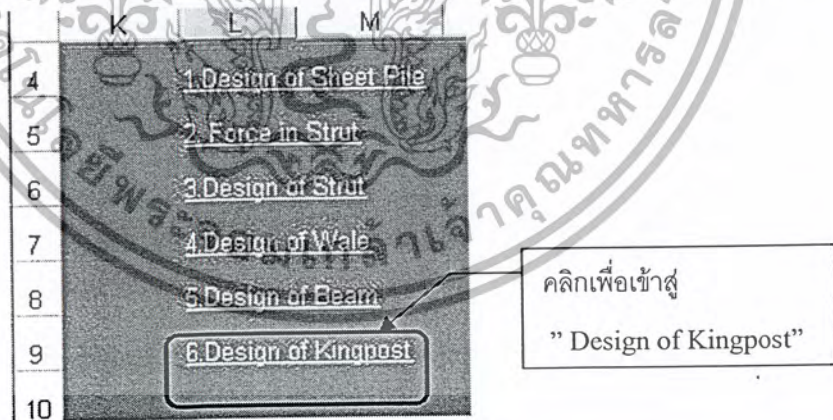 K L M
4 1.Design of Sheet Pile
5 2. Force in Strut
6 3.Design of Strut
7 4.Design of Wale
8 5.Design of Beam
9 6.Design of Kingpost
10
คลิกเพื่อเข้าสู่
" Design of Kingpost"